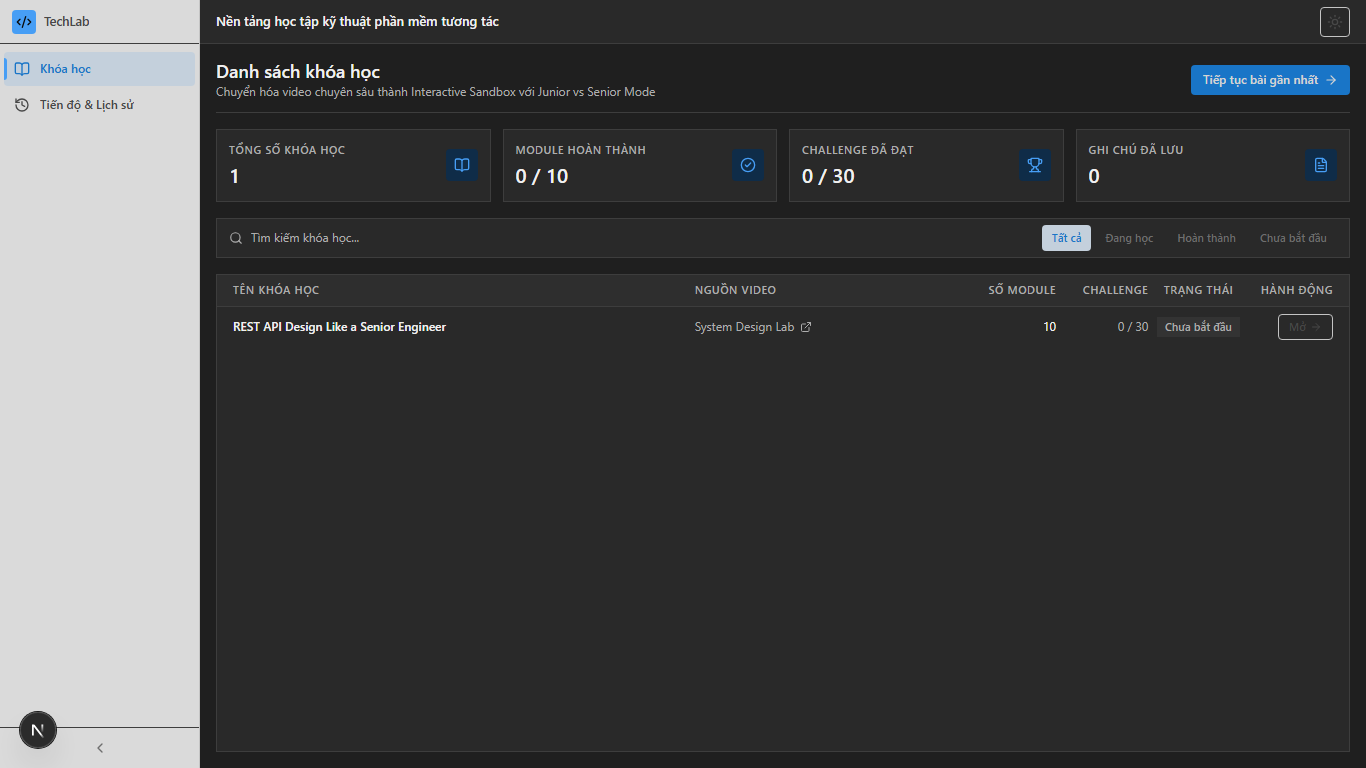 TechLab
Nền tảng học tập kỹ thuật phần mềm tương tác
Khóa học
Tiến độ & Lịch sử
Danh sách khóa học
Chuyển hóa video chuyên sâu thành Interactive Sandbox với Junior vs Senior Mode
Tiếp tục bài gần nhất →
TỔNG SỐ KHÓA HỌC
1
MODULE HOÀN THÀNH
0 / 10
CHALLENGE ĐÃ ĐẠT
0 / 30
GHI CHÚ ĐÃ LƯU
0
Tìm kiếm khóa học...
Tất cả
Đang học
Hoàn thành
Chưa bắt đầu
TÊN KHÓA HỌC NGUỒN VIDEO SỐ MODULE CHALLENGE TRẠNG THÁI HÀNH ĐỘNG
REST API Design Like a Senior Engineer System Design Lab 10 0 / 30 Chưa bắt đầu Mở →
N